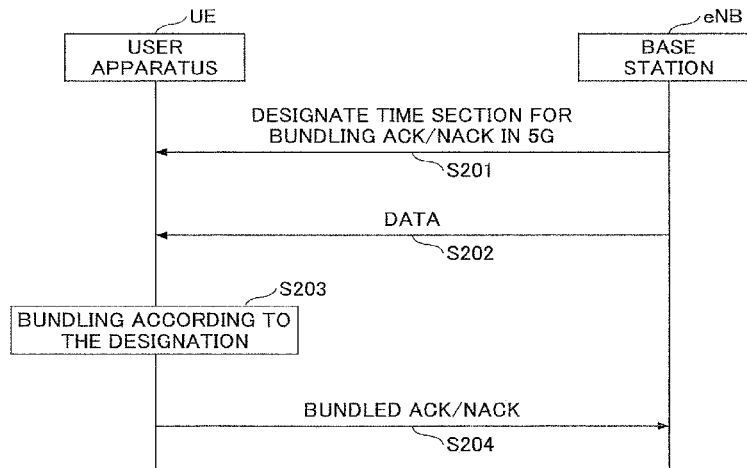 UE
eNB
USER
APPARATUS
BASE
STATION
DESIGNATE TIME SECTION FOR
BUNDLING ACK/NACK IN 5G
S201
DATA
S202
S203
BUNDLING ACCORDING TO
THE DESIGNATION
BUNDLED ACK/NACK
S204